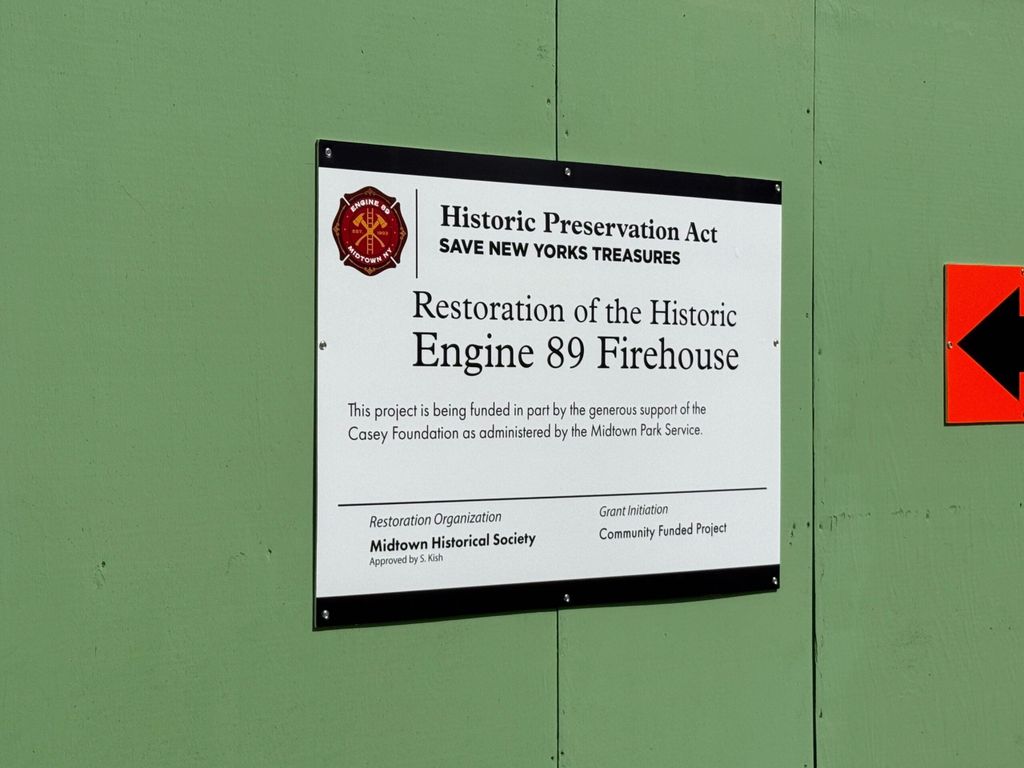 ENGINE 89
EST. 1903
MIDTOWN NY
Historic Preservation Act
SAVE NEW YORKS TREASURES
Restoration of the Historic
Engine 89 Firehouse
This project is being funded in part by the generous support of the
Casey Foundation as administered by the Midtown Park Service.
Restoration Organization
Midtown Historical Society
Approved by S. Kish
Grant Initiation
Community Funded Project